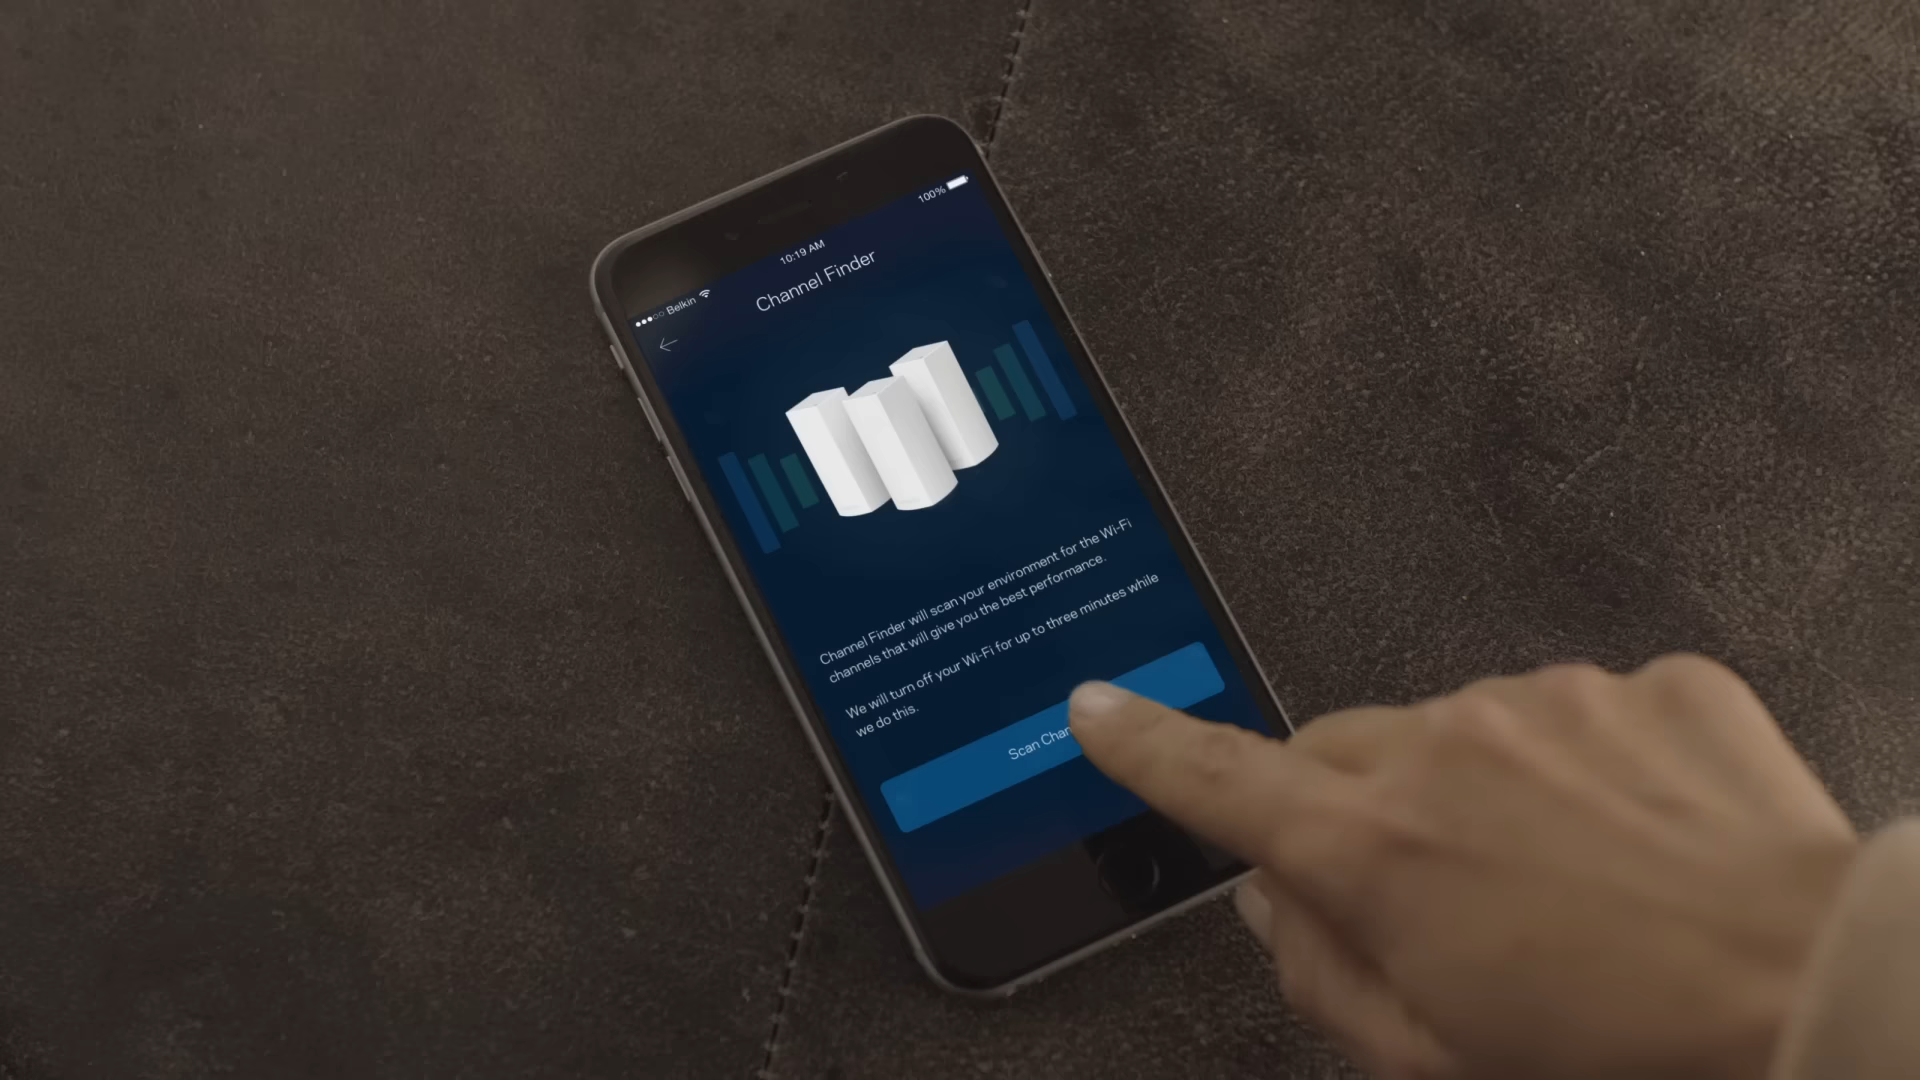 Belkin
10:19 AM
100%
Channel Finder
Channel Finder will scan your environment for the Wi-Fi
channels that will give you the best performance.
We will turn off your Wi-Fi for up to three minutes while
we do this.
Scan